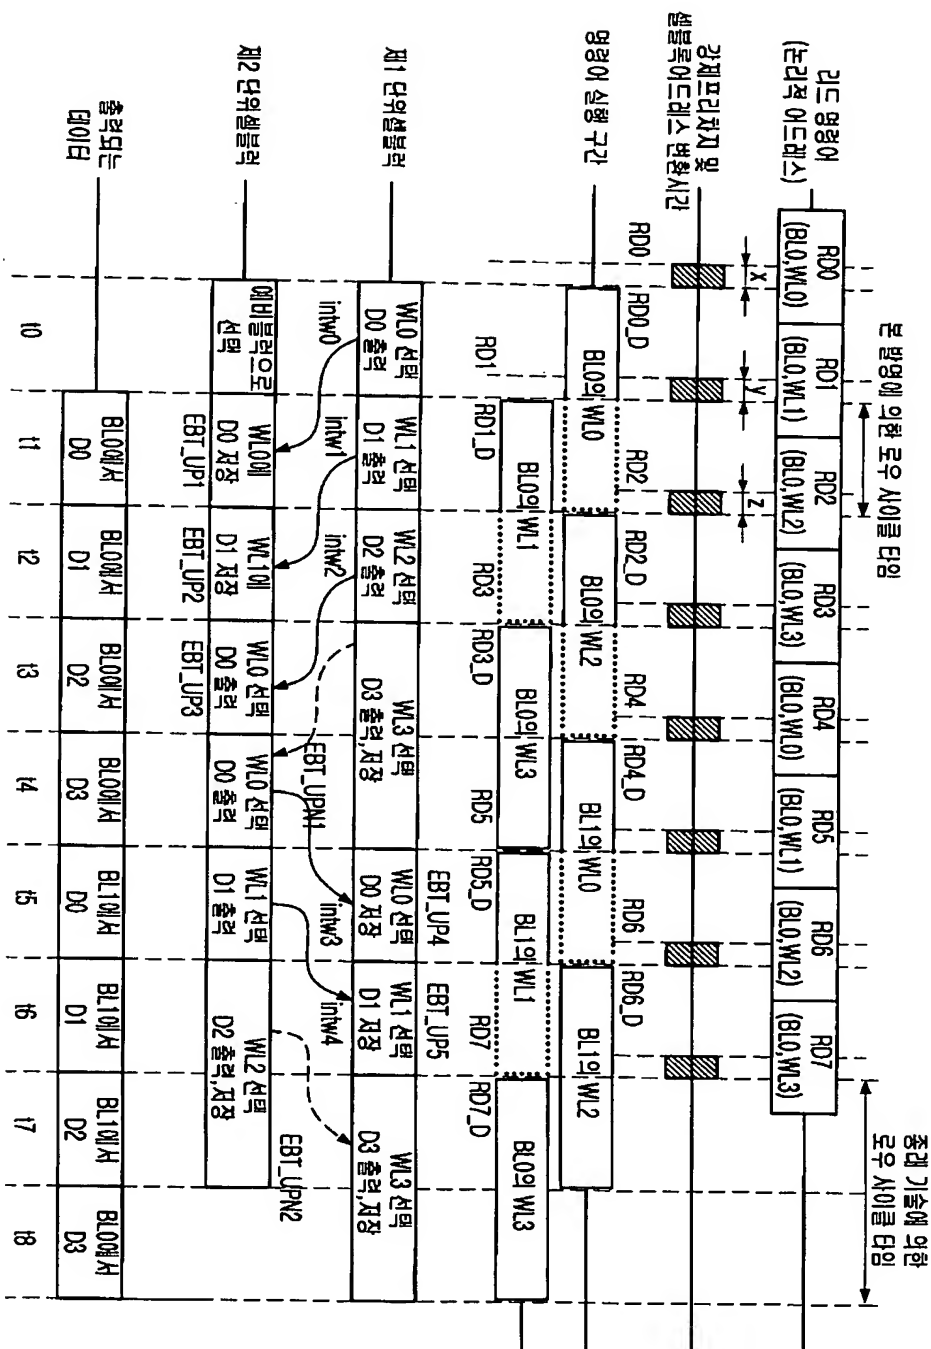 본 발명에 의한 로우 사이클 타임
종래 기술에 의한
로우 사이클 타임
리드 명령어
(논리적 어드레스)
RD0
(BL0,WL0)
RD1
(BL0,WL1)
RD2
(BL0,WL2)
RD3
(BL0,WL3)
RD4
(BL0,WL0)
RD5
(BL0,WL1)
RD6
(BL0,WL2)
RD7
(BL0,WL3)
강제프리차지 및
셀블록어드레스 변환시간
X
y
Z
명령어 실행 구간
RD0
RD0_D
RD2
RD2_D
RD4
RD4_D
RD6
RD6_D
BL0의 WL0
BL0의 WL2
BL1의 WL0
BL1의 WL2
RD1
RD1_D
RD3
RD3_D
RD5
RD5_D
RD7
RD7_D
BL0의 WL1
BL0의 WL3
BL1의 WL1
BL0의 WL3
제1 단위셀블럭
EBT_UP4
EBT_UP5
WL0 선택
D0 출력
WL1 선택
D1 출력
WL2 선택
D2 출력
WL3 선택
D3 출력,저장
WL0 선택
D0 저장
WL1 선택
D1 저장
WL3 선택
D3 출력,저장
intw0
intw1
intw2
EBT_UPN1
intw3
intw4
EBT_UPN2
제2 단위셀블럭
예비블럭으로
선택
WL0에
D0 저장
WL1에
D1 저장
WL0 선택
D0 출력
WL0 선택
D0 출력
WL1 선택
D1 출력
WL2 선택
D2 출력,저장
EBT_UP1
EBT_UP2
EBT_UP3
출력되는
데이터
BL0에서
D0
BL0에서
D1
BL0에서
D2
BL0에서
D3
BL1에서
D0
BL1에서
D1
BL1에서
D2
BL0에서
D3
t0
t1
t2
t3
t4
t5
t6
t7
t8